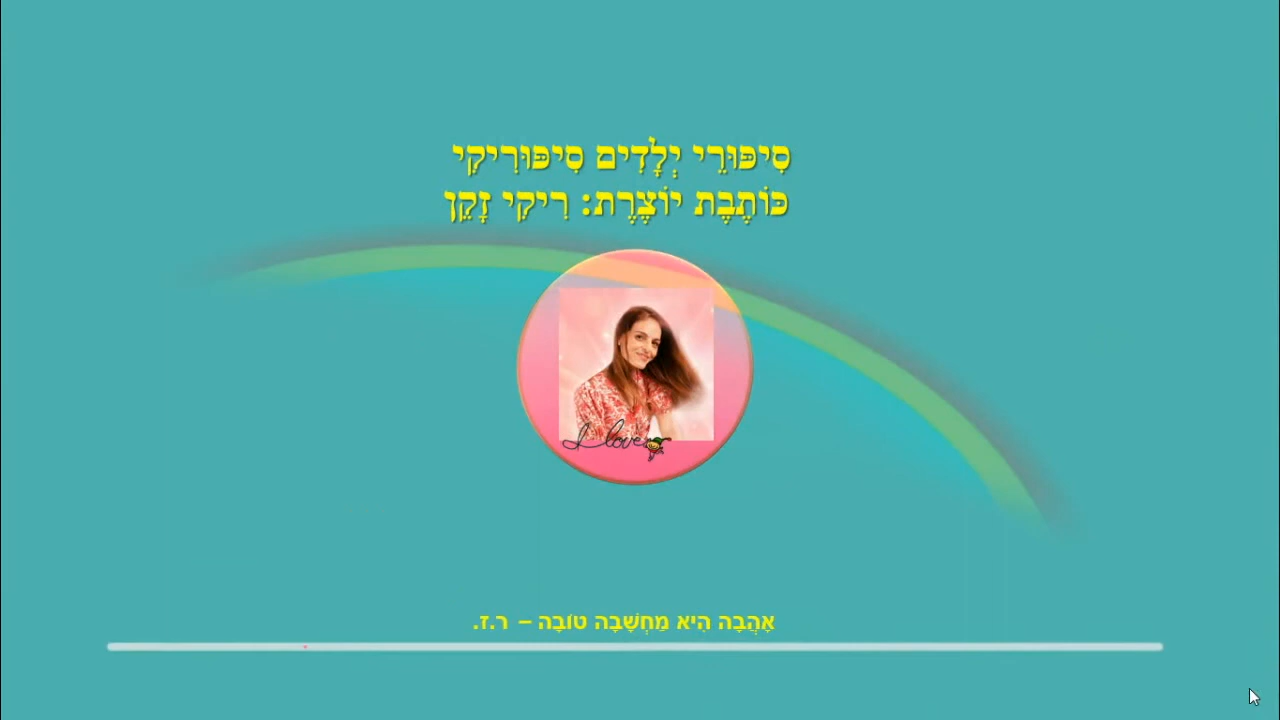 סִיפּוּרֵי יְלָדִים סִיפּוּרִיקִי
כּוֹתֶבֶת יוֹצֶרֶת: רִיקִי זָקֵן
I love
אַהֲבָה הִיא מַחְשָׁבָה טוֹבָה – ר.ז.